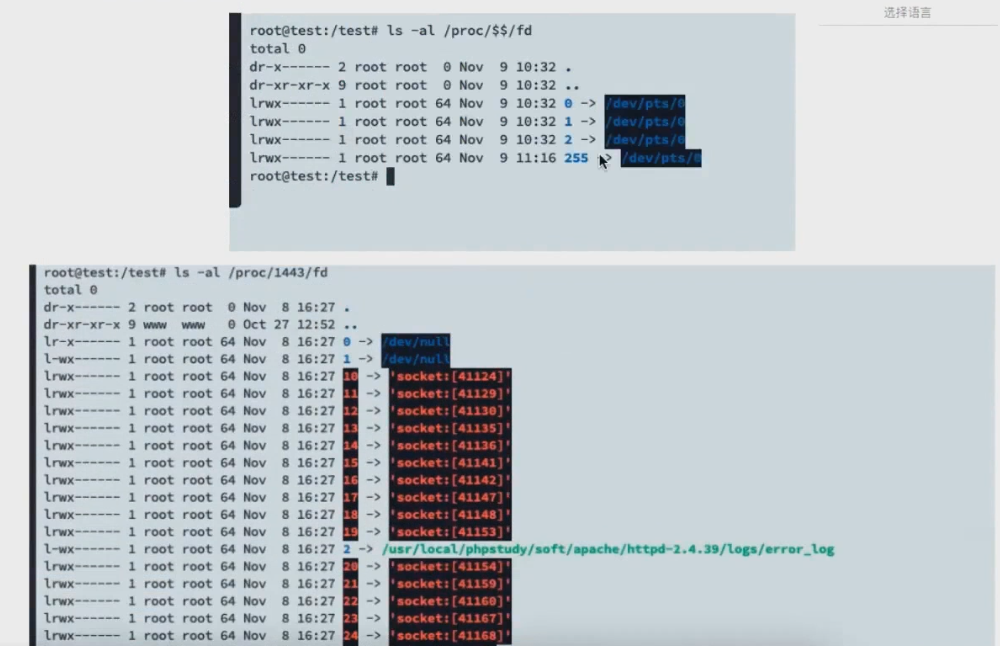 选择语言
root@test:/test# ls -al /proc/$$/fd
total 0
dr-x------ 2 root root 0 Nov 9 10:32 .
dr-xr-xr-x 9 root root 0 Nov 9 10:32 ..
lrwx------ 1 root root 64 Nov 9 10:32 0 -> /dev/pts/0
lrwx------ 1 root root 64 Nov 9 10:32 1 -> /dev/pts/0
lrwx------ 1 root root 64 Nov 9 10:32 2 -> /dev/pts/0
lrwx------ 1 root root 64 Nov 9 11:16 255 -> /dev/pts/0
root@test:/test#
root@test:/test# ls -al /proc/1443/fd
total 0
dr-x------ 2 root root 0 Nov 8 16:27 .
dr-xr-xr-x 9 www www 0 Oct 27 12:52 ..
lr-x------ 1 root root 64 Nov 8 16:27 0 -> /dev/null
l-wx------ 1 root root 64 Nov 8 16:27 1 -> /dev/null
lrwx------ 1 root root 64 Nov 8 16:27 10 -> 'socket:[41124]'
lrwx------ 1 root root 64 Nov 8 16:27 11 -> 'socket:[41129]'
lrwx------ 1 root root 64 Nov 8 16:27 12 -> 'socket:[41130]'
lrwx------ 1 root root 64 Nov 8 16:27 13 -> 'socket:[41135]'
lrwx------ 1 root root 64 Nov 8 16:27 14 -> 'socket:[41136]'
lrwx------ 1 root root 64 Nov 8 16:27 15 -> 'socket:[41141]'
lrwx------ 1 root root 64 Nov 8 16:27 16 -> 'socket:[41142]'
lrwx------ 1 root root 64 Nov 8 16:27 17 -> 'socket:[41147]'
lrwx------ 1 root root 64 Nov 8 16:27 18 -> 'socket:[41148]'
lrwx------ 1 root root 64 Nov 8 16:27 19 -> 'socket:[41153]'
l-wx------ 1 root root 64 Nov 8 16:27 2 -> /usr/local/phpstudy/soft/apache/httpd-2.4.39/logs/error_log
lrwx------ 1 root root 64 Nov 8 16:27 20 -> 'socket:[41154]'
lrwx------ 1 root root 64 Nov 8 16:27 21 -> 'socket:[41159]'
lrwx------ 1 root root 64 Nov 8 16:27 22 -> 'socket:[41160]'
lrwx------ 1 root root 64 Nov 8 16:27 23 -> 'socket:[41167]'
lrwx------ 1 root root 64 Nov 8 16:27 24 -> 'socket:[41168]'